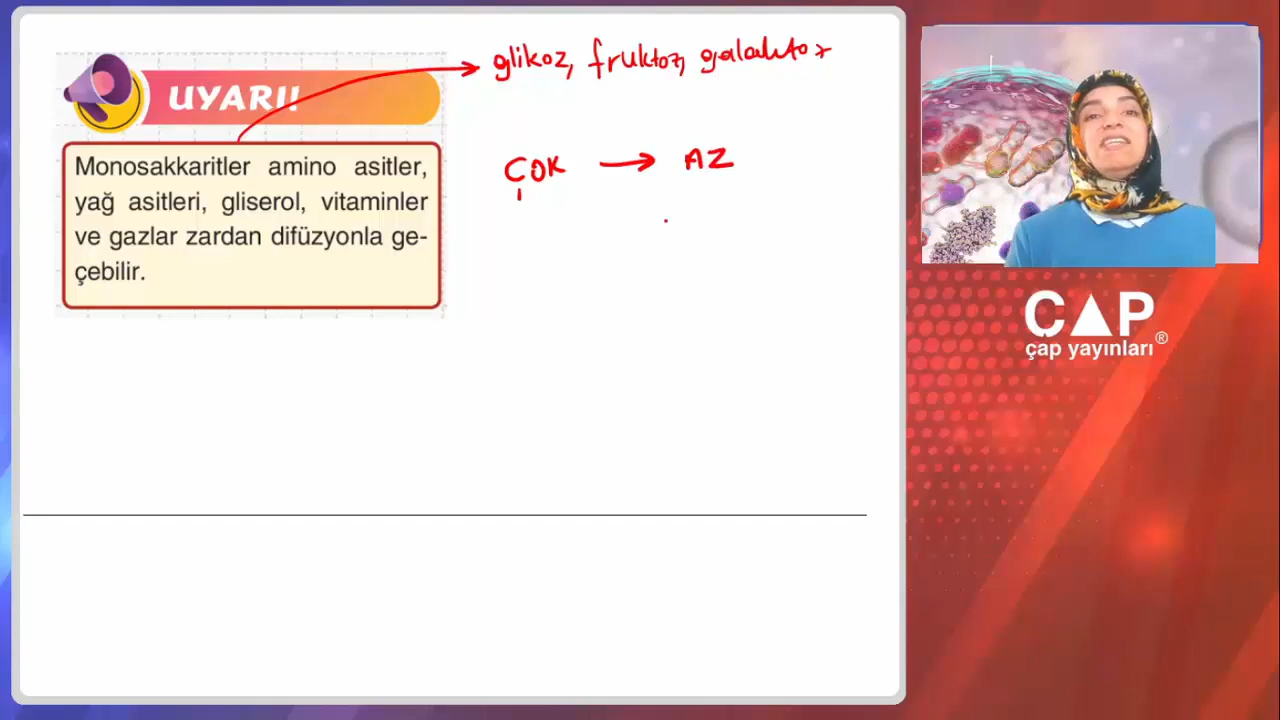 glikoz, fruktoz, galaktoz
UYARI!
ÇOK → AZ
Monosakkaritler amino asitler,
yağ asitleri, gliserol, vitaminler
ve gazlar zardan difüzyonla ge-
çebilir.
ÇAP
çap yayınları®